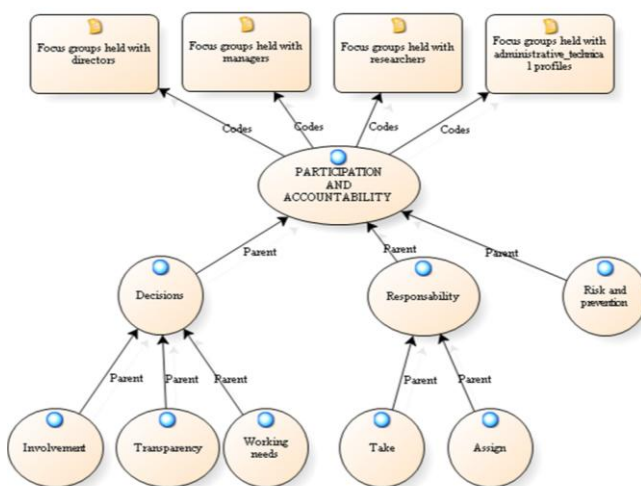 Focus groups held with
directors
Focus groups held with
managers
Focus groups held with
researchers
Focus groups held with
administrative_technica
l profiles
Codes
Codes
Codes
Codes
PARTICIPATION
AND
ACCOUNTABILITY
Parent
Parent
Parent
Decisions
Responsability
Risk and
prevention
Parent
Parent
Parent
Parent
Parent
Involvement
Transparency
Working
needs
Take
Assign